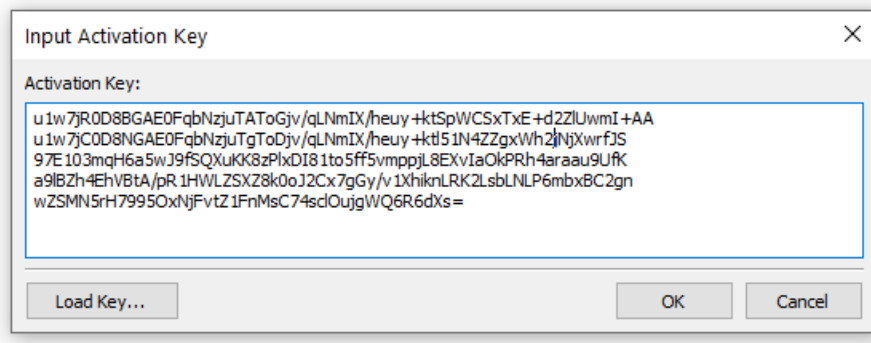 Input Activation Key
Activation Key:
u1w7jR0D8BGAE0FqbNzjuTAToGjv/qLNmIX/heuy+ktSpWCSxTxE+d2ZlUwmI+AA
u1w7jC0D8NGAE0FqbNzjuTgToDjv/qLNmIX/heuy+ktl51N4ZZgxWh2iNjXwrfJS
97E103mqH6a5wJ9fSQXuKK8zPlxDI81to5ff5vmppjL8EXvIaOkPRh4araau9UfK
a9lBZh4EhVBtA/pR1HWLZSXZ8k0oJ2Cx7gGy/v1XhiknLRK2LsbLNLP6mbxBC2gn
wZSMN5rH7995OxNjFvtZ1FnMsC74sclOujgWQ6R6dXs=
Load Key...
OK
Cancel